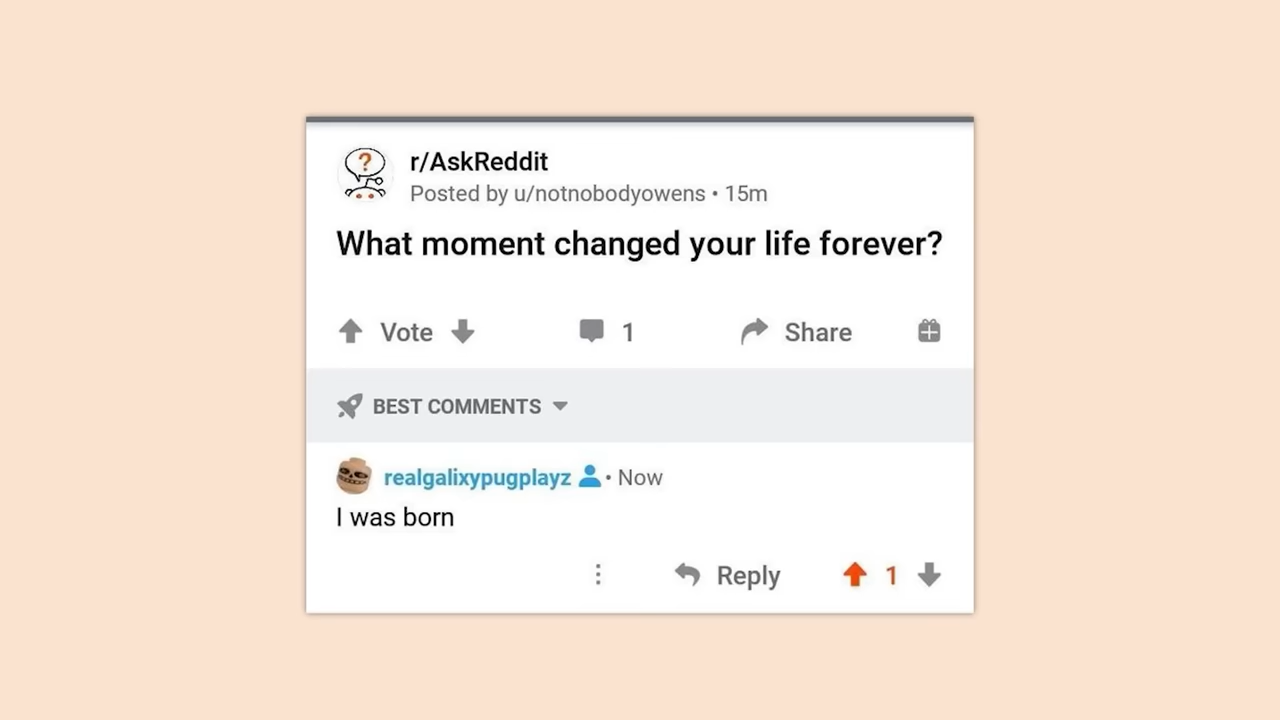 ?
r/AskReddit
Posted by u/notnobodyowens • 15m
What moment changed your life forever?
Vote 1 Share
BEST COMMENTS
realgalixypugplayz • Now
I was born
Reply 1